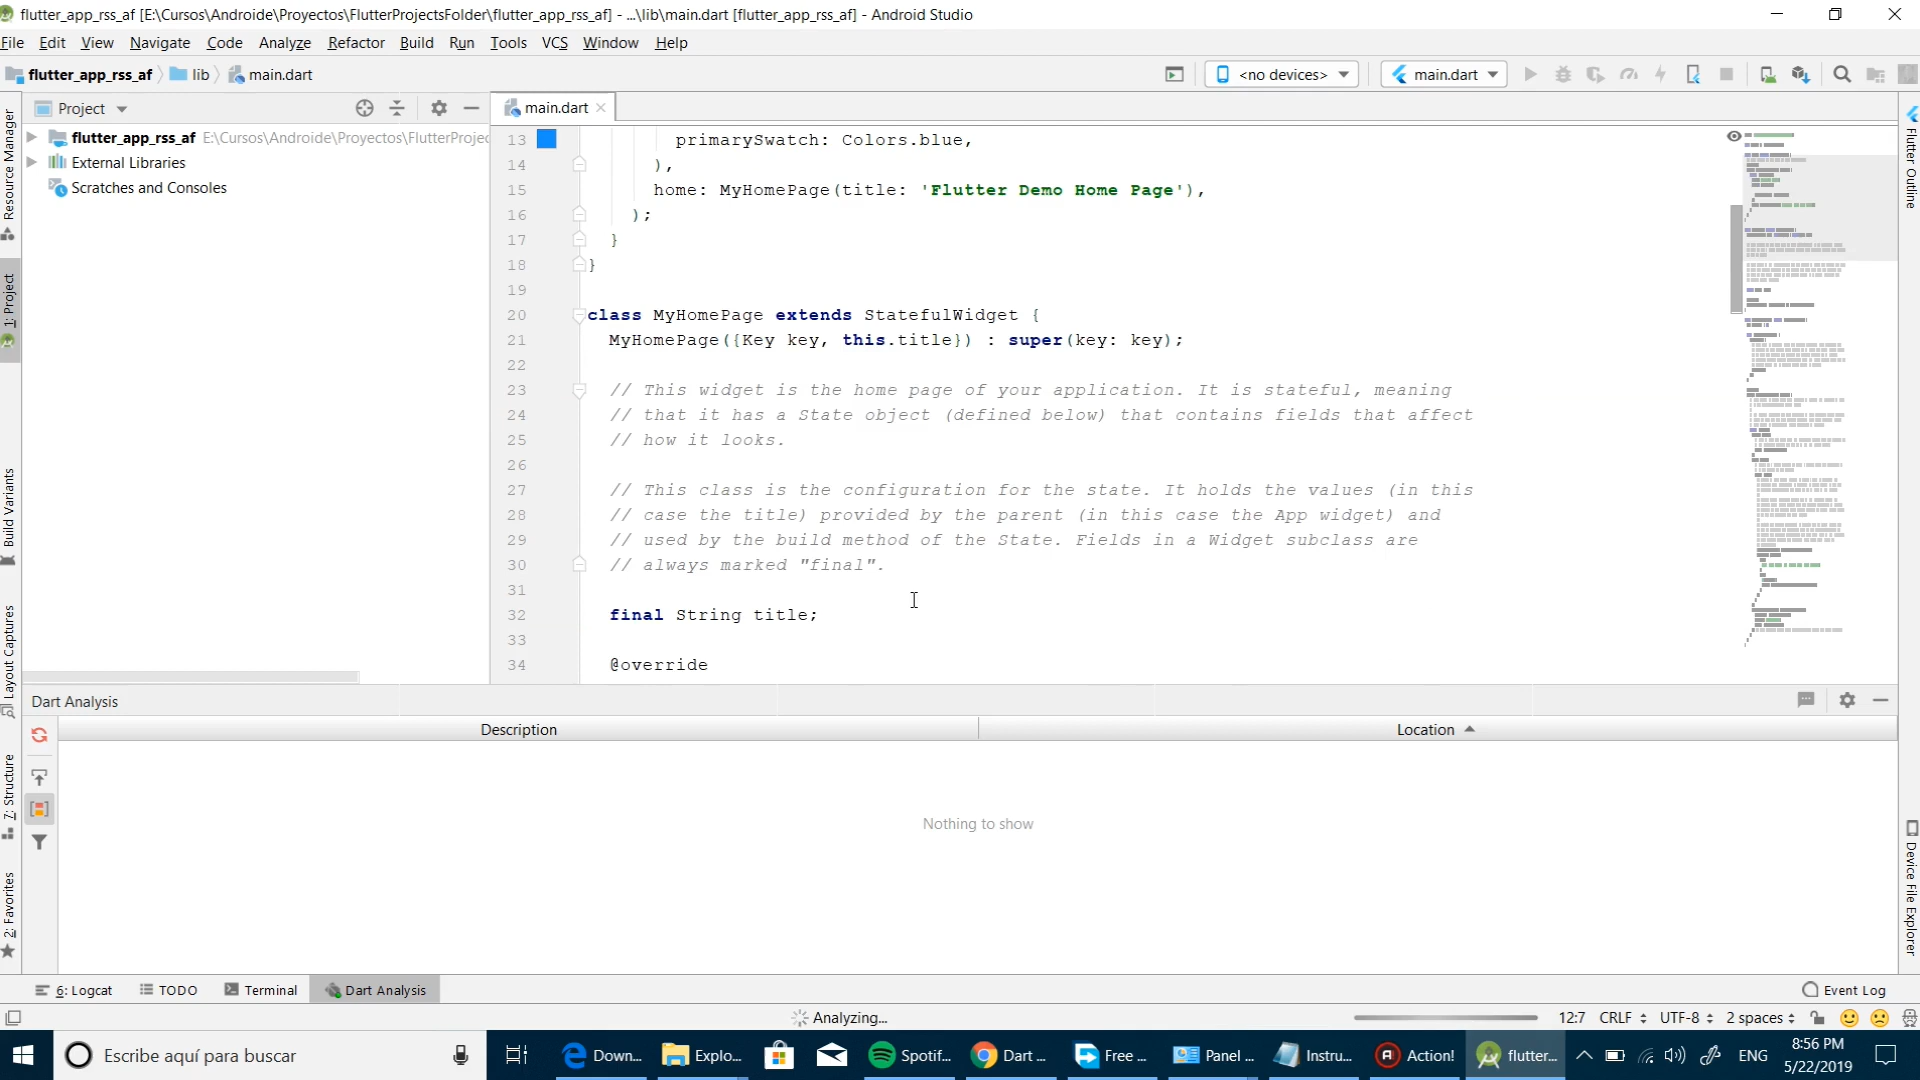 flutter_app_rss_af [E:\Cursos\Androide\Proyectos\FlutterProjectsFolder\flutter_app_rss_af] - ...\lib\main.dart [flutter_app_rss_af] - Android Studio
File Edit View Navigate Code Analyze Refactor Build Run Tools VCS Window Help
flutter_app_rss_af lib main.dart <no devices> main.dart
Project main.dart
flutter_app_rss_af E:\Cursos\Androide\Proyectos\FlutterProjec
External Libraries
Scratches and Consoles
13 primarySwatch: Colors.blue,
14 ),
15 home: MyHomePage(title: 'Flutter Demo Home Page'),
16 );
17 }
18 }
19
20 class MyHomePage extends StatefulWidget {
21 MyHomePage({Key key, this.title}) : super(key: key);
22
23 // This widget is the home page of your application. It is stateful, meaning
24 // that it has a State object (defined below) that contains fields that affect
25 // how it looks.
26
27 // This class is the configuration for the state. It holds the values (in this
28 // case the title) provided by the parent (in this case the App widget) and
29 // used by the build method of the State. Fields in a Widget subclass are
30 // always marked "final".
31
32 final String title;
33
34 @override
Resource Manager
1: Project
Build Variants
Layout Captures
7: Structure
2: Favorites
Flutter Outline
Device File Explorer
Dart Analysis
Description Location
Nothing to show
6: Logcat TODO Terminal Dart Analysis Event Log
Analyzing... 12:7 CRLF UTF-8 2 spaces
Escribe aquí para buscar Down... Explo... Spotif... Dart ... Free ... Panel ... Instru... Action! flutter... ENG 8:56 PM
5/22/2019